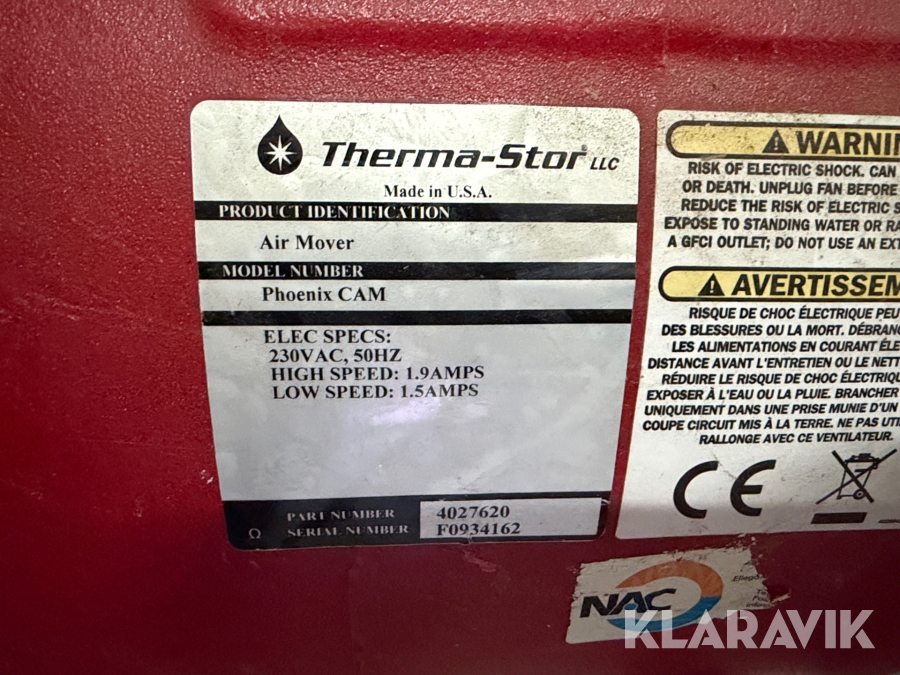 Therma-Stor LLC
Made in U.S.A.
PRODUCT IDENTIFICATION
Air Mover
MODEL NUMBER
Phoenix CAM
ELEC SPECS:
230VAC, 50HZ
HIGH SPEED: 1.9AMPS
LOW SPEED: 1.5AMPS
Ω
PART NUMBER 4027620
SERIAL NUMBER F0934162
WARNIN
RISK OF ELECTRIC SHOCK. CAN
OR DEATH. UNPLUG FAN BEFORE
REDUCE THE RISK OF ELECTRIC S
EXPOSE TO STANDING WATER OR RA
A GFCI OUTLET; DO NOT USE AN EXT
AVERTISSEM
RISQUE DE CHOC ÉLECTRIQUE PEU
DES BLESSURES OU LA MORT. DÉBRAN
LES ALIMENTATIONS EN COURANT ÉLE
DISTANCE AVANT L'ENTRETIEN OU LE NETT
RÉDUIRE LE RISQUE DE CHOC ÉLECTRIQU
EXPOSER À L'EAU OU LA PLUIE. BRANCHER
UNIQUEMENT DANS UNE PRISE MUNIE D'UN
COUPE CIRCUIT MIS À LA TERRE. NE PAS UTI
RALLONGE AVEC CE VENTILATEUR.
CE
NAC
KLARAVIK